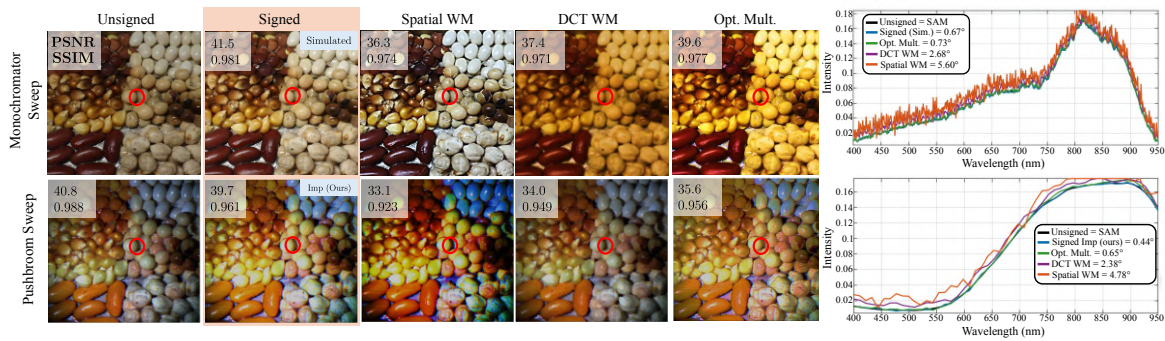 Unsigned
Signed
Spatial WM
DCT WM
Opt. Mult.
Monochromator
Sweep
PSNR
SSIM
41.5
0.981
Simulated
36.3
0.974
37.4
0.971
39.6
0.977
Intensity
0.18
0.16
0.14
0.12
0.1
0.08
0.06
0.04
0.02
Unsigned = SAM
Signed (Sim.) = 0.67°
Opt. Mult. = 0.73°
DCT WM = 2.68°
Spatial WM = 5.60°
400 450 500 550 600 650 700 750 800 850 900 950
Wavelength (nm)
Pushbroom Sweep
40.8
0.988
39.7
0.961
Imp (Ours)
33.1
0.923
34.0
0.949
35.6
0.956
Intensity
0.16
0.14
0.12
0.1
0.08
0.06
0.04
0.02
Unsigned = SAM
Signed Imp (ours) = 0.44°
Opt. Mult. = 0.65°
DCT WM = 2.38°
Spatial WM = 4.78°
400 450 500 550 600 650 700 750 800 850 900 950
Wavelength (nm)